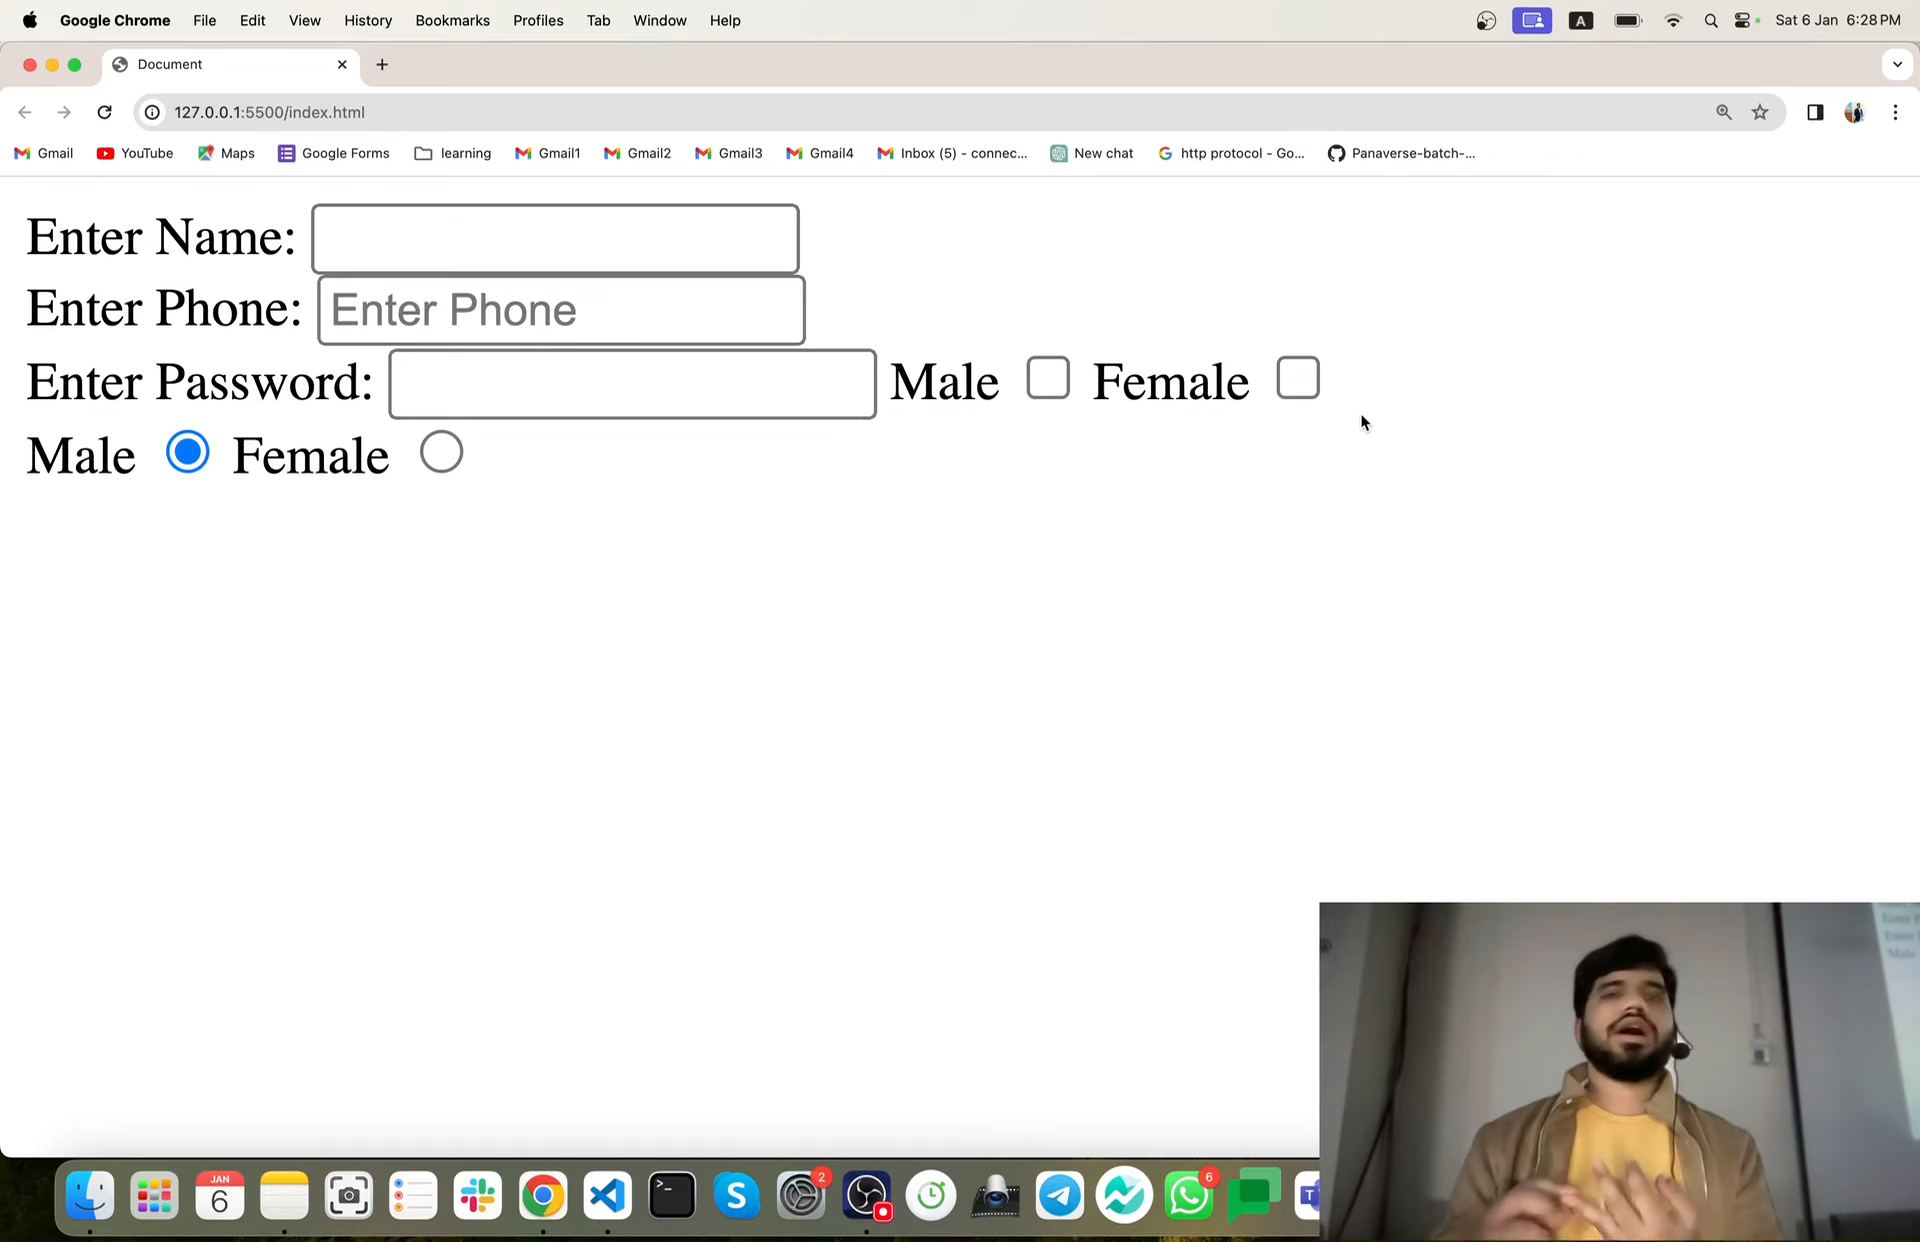 Google Chrome File Edit View History Bookmarks Profiles Tab Window Help A Sat 6 Jan 6:28 PM
Document
127.0.0.1:5500/index.html
Gmail YouTube Maps Google Forms learning Gmail1 Gmail2 Gmail3 Gmail4 Inbox (5) - connec... New chat http protocol - Go... Panaverse-batch-...
Enter Name:
Enter Phone: Enter Phone
Enter Password: Male Female
Male Female
JAN 6 >_ S 2 6 T